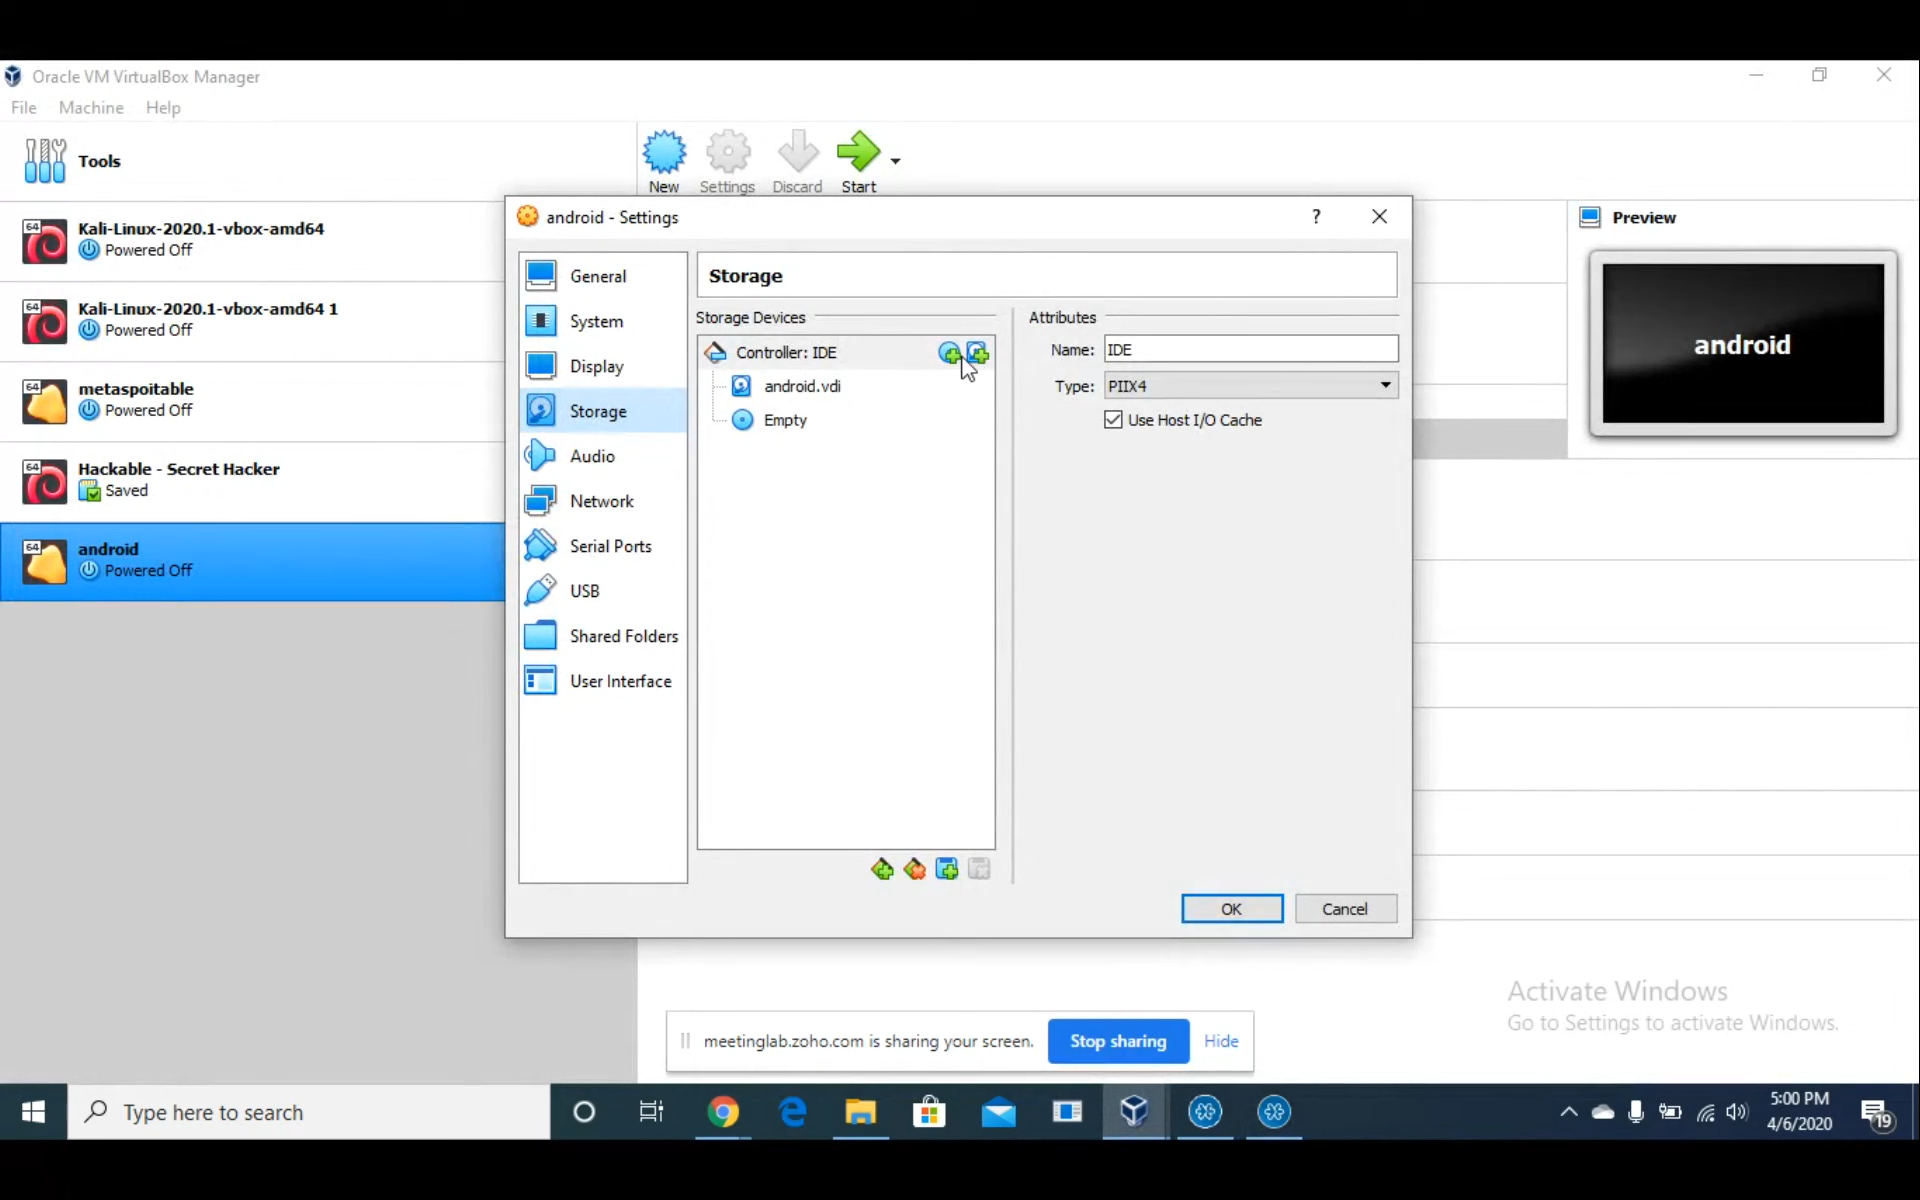 Oracle VM VirtualBox Manager
File Machine Help
Tools
New Settings Discard Start
64
Kali-Linux-2020.1-vbox-amd64
Powered Off
64
Kali-Linux-2020.1-vbox-amd64 1
Powered Off
64
metaspoitable
Powered Off
64
Hackable - Secret Hacker
Saved
64
android
Powered Off
android - Settings
?
General
System
Display
Storage
Audio
Network
Serial Ports
USB
Shared Folders
User Interface
Storage
Storage Devices
Controller: IDE
android.vdi
Empty
Attributes
Name: IDE
Type: PIIX4
Use Host I/O Cache
OK Cancel
Preview
android
Activate Windows
Go to Settings to activate Windows.
meetinglab.zoho.com is sharing your screen. Stop sharing Hide
Type here to search
5:00 PM
4/6/2020
19